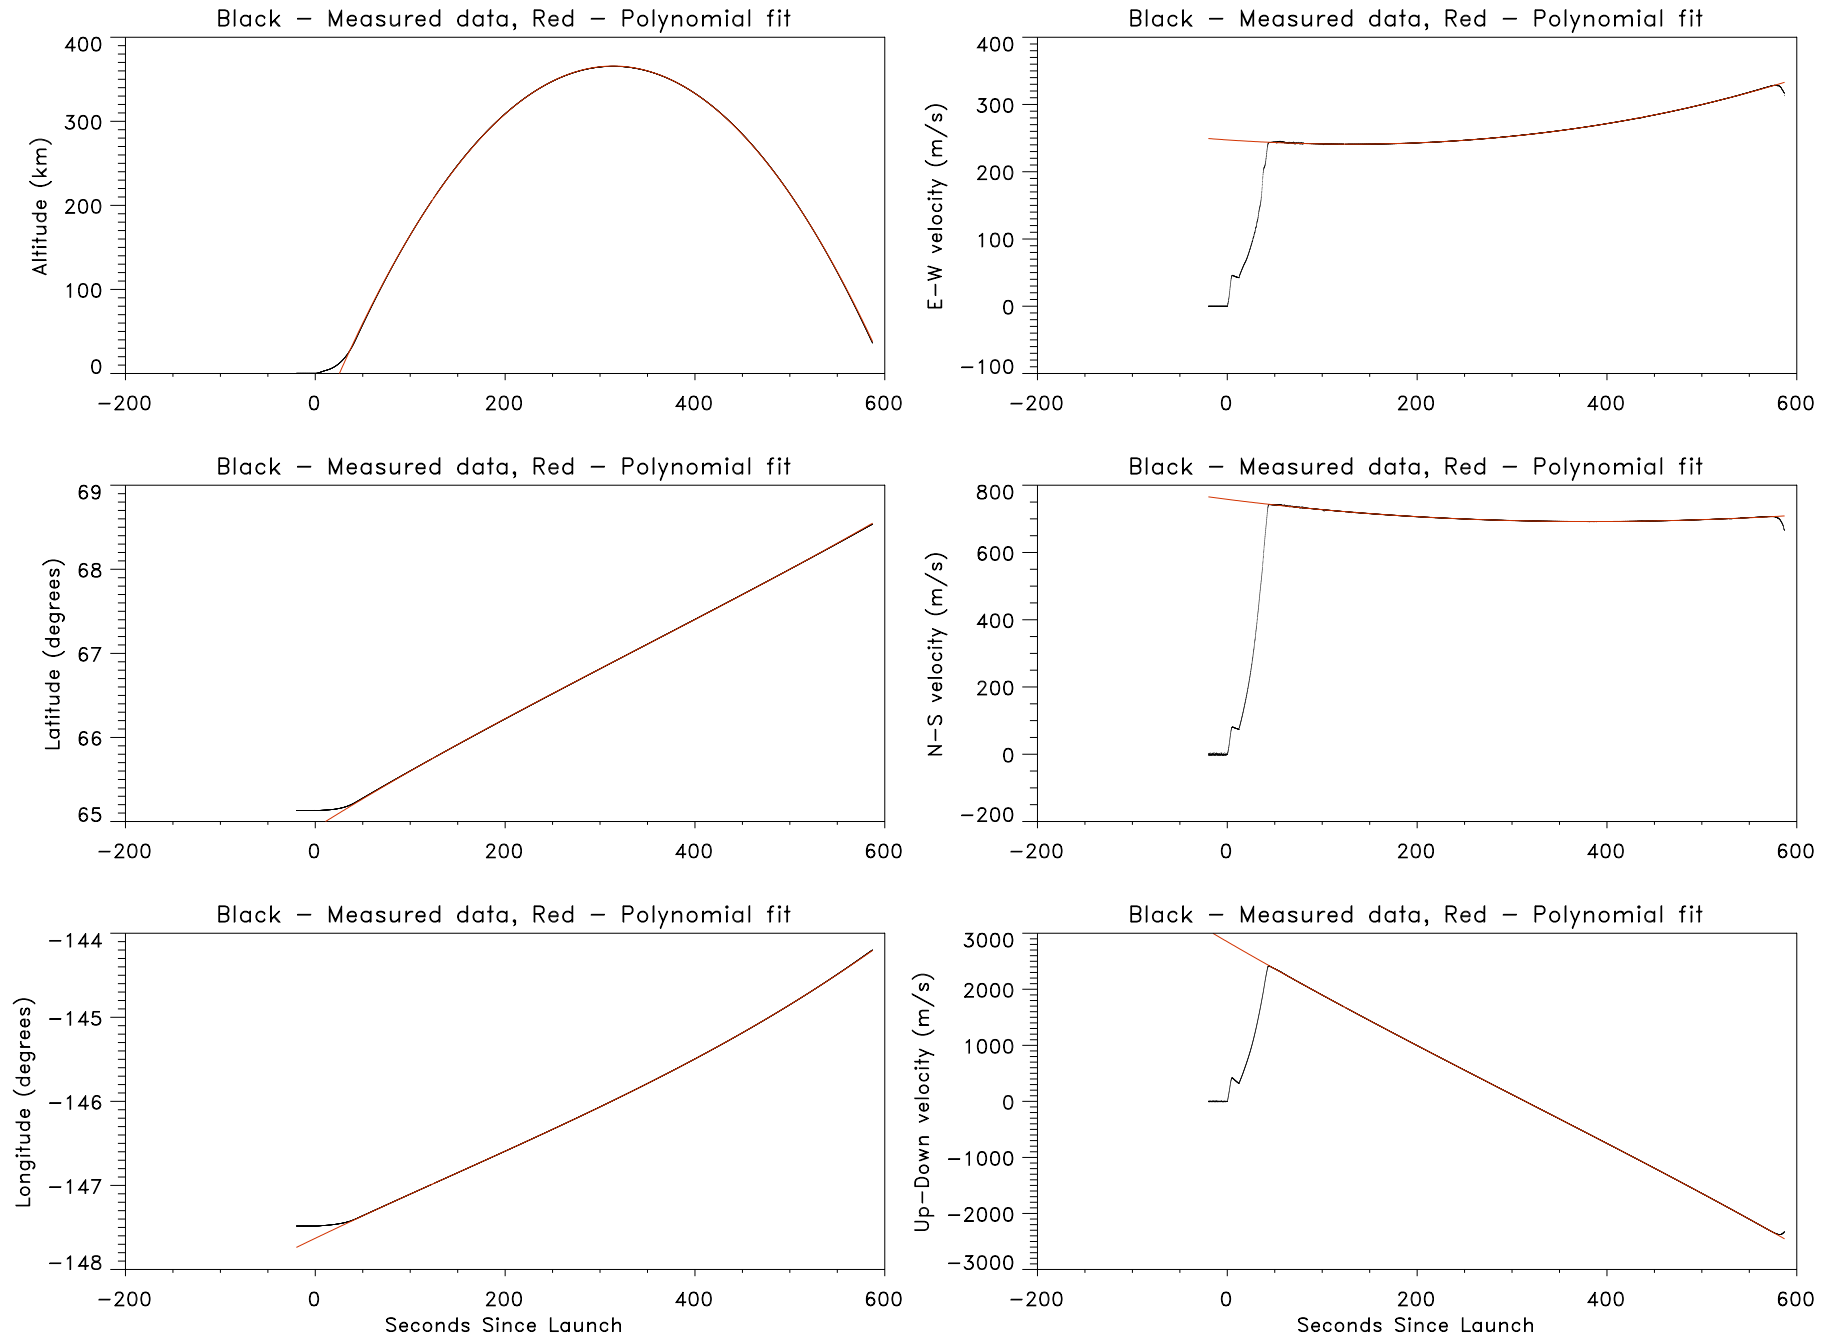 Black − Measured data, Red − Polynomial fit
Altitude (km)
400
300
200
100
0
−200 0 200 400 600
Black − Measured data, Red − Polynomial fit
E−W velocity (m/s)
400
300
200
100
0
−100
−200 0 200 400 600
Black − Measured data, Red − Polynomial fit
Latitude (degrees)
69
68
67
66
65
−200 0 200 400 600
Black − Measured data, Red − Polynomial fit
N−S velocity (m/s)
800
600
400
200
0
−200
−200 0 200 400 600
Black − Measured data, Red − Polynomial fit
Longitude (degrees)
−144
−145
−146
−147
−148
−200 0 200 400 600
Seconds Since Launch
Black − Measured data, Red − Polynomial fit
Up−Down velocity (m/s)
3000
2000
1000
0
−1000
−2000
−3000
−200 0 200 400 600
Seconds Since Launch